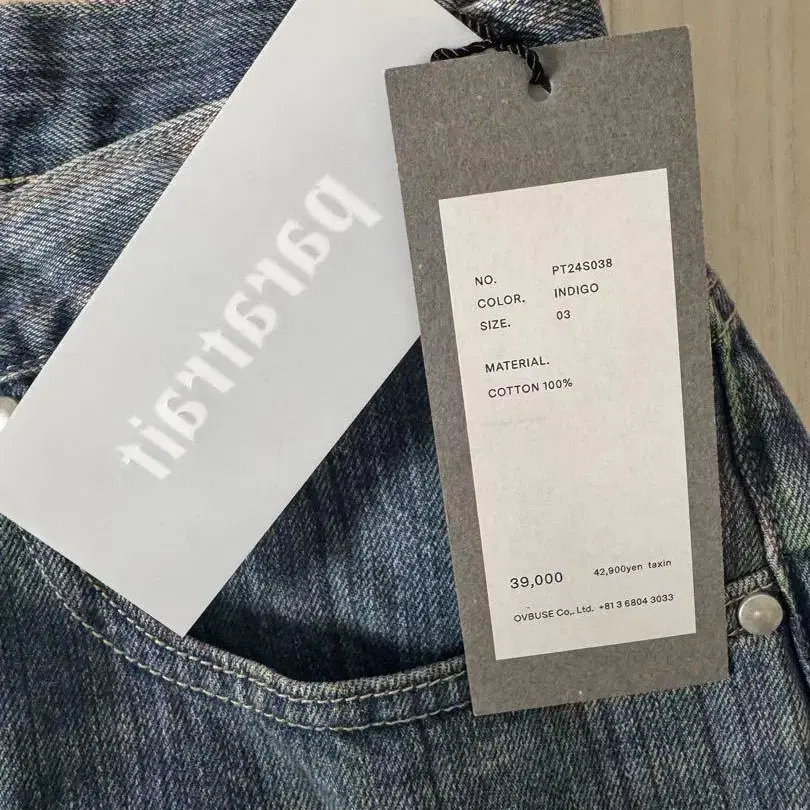 paratrait
NO. PT24S038
COLOR. INDIGO
SIZE. 03
MATERIAL.
COTTON 100%
39,000 42,900yen taxin
OVBUSE Co,. Ltd. +81 3 6804 3033